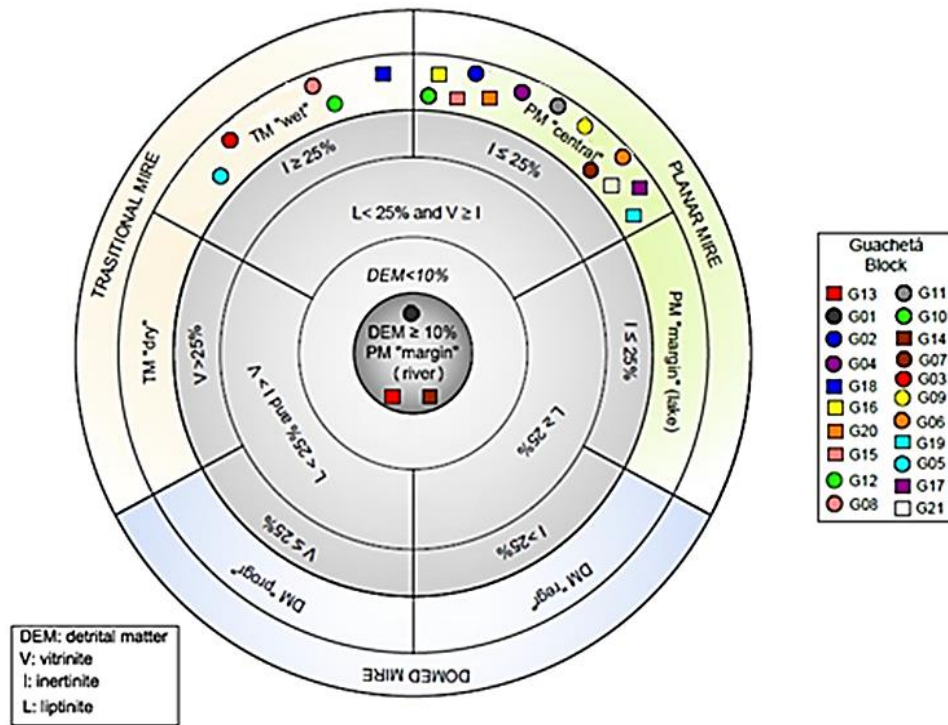 TRASITIONAL MIRE
PLANAR MIRE
DOMED MIRE
TM "wet"
PM "central"
TM "dry"
PM "margin" (lake)
DM "progr"
DM "regr"
I ≥ 25%
I ≤ 25%
V >25%
I ≤ 25%
V ≤ 25%
I >25%
L< 25% and V ≥ I
L < 25% and I > V
L ≥ 25%
DEM<10%
DEM ≥ 10%
PM "margin"
(river)
Guachetá
Block
G13
G01
G02
G04
G18
G16
G20
G15
G12
G08
G11
G10
G14
G07
G03
G09
G06
G19
G05
G17
G21
DEM: detrital matter
V: vitrinite
I: inertinite
L: liptinite